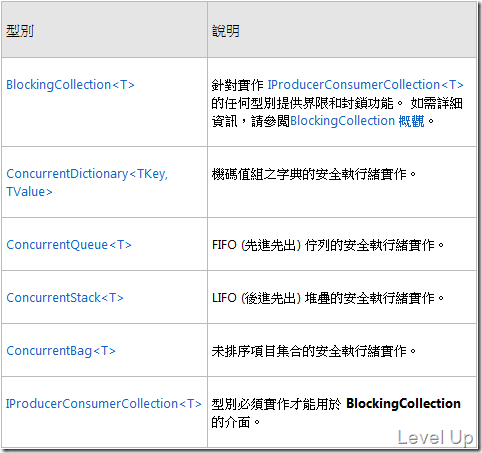 型別 說明
BlockingCollection<T> 針對實作 IProducerConsumerCollection<T>
的任何型別提供界限和封鎖功能。 如需詳細
資訊，請參閱BlockingCollection 概觀。
ConcurrentDictionary<TKey, 機碼值組之字典的安全執行緒實作。
TValue>
ConcurrentQueue<T> FIFO (先進先出) 佇列的安全執行緒實作。
ConcurrentStack<T> LIFO (後進先出) 堆疊的安全執行緒實作。
ConcurrentBag<T> 未排序項目集合的安全執行緒實作。
IProducerConsumerCollection<T> 型別必須實作才能用於 BlockingCollection
的介面。
Level Up